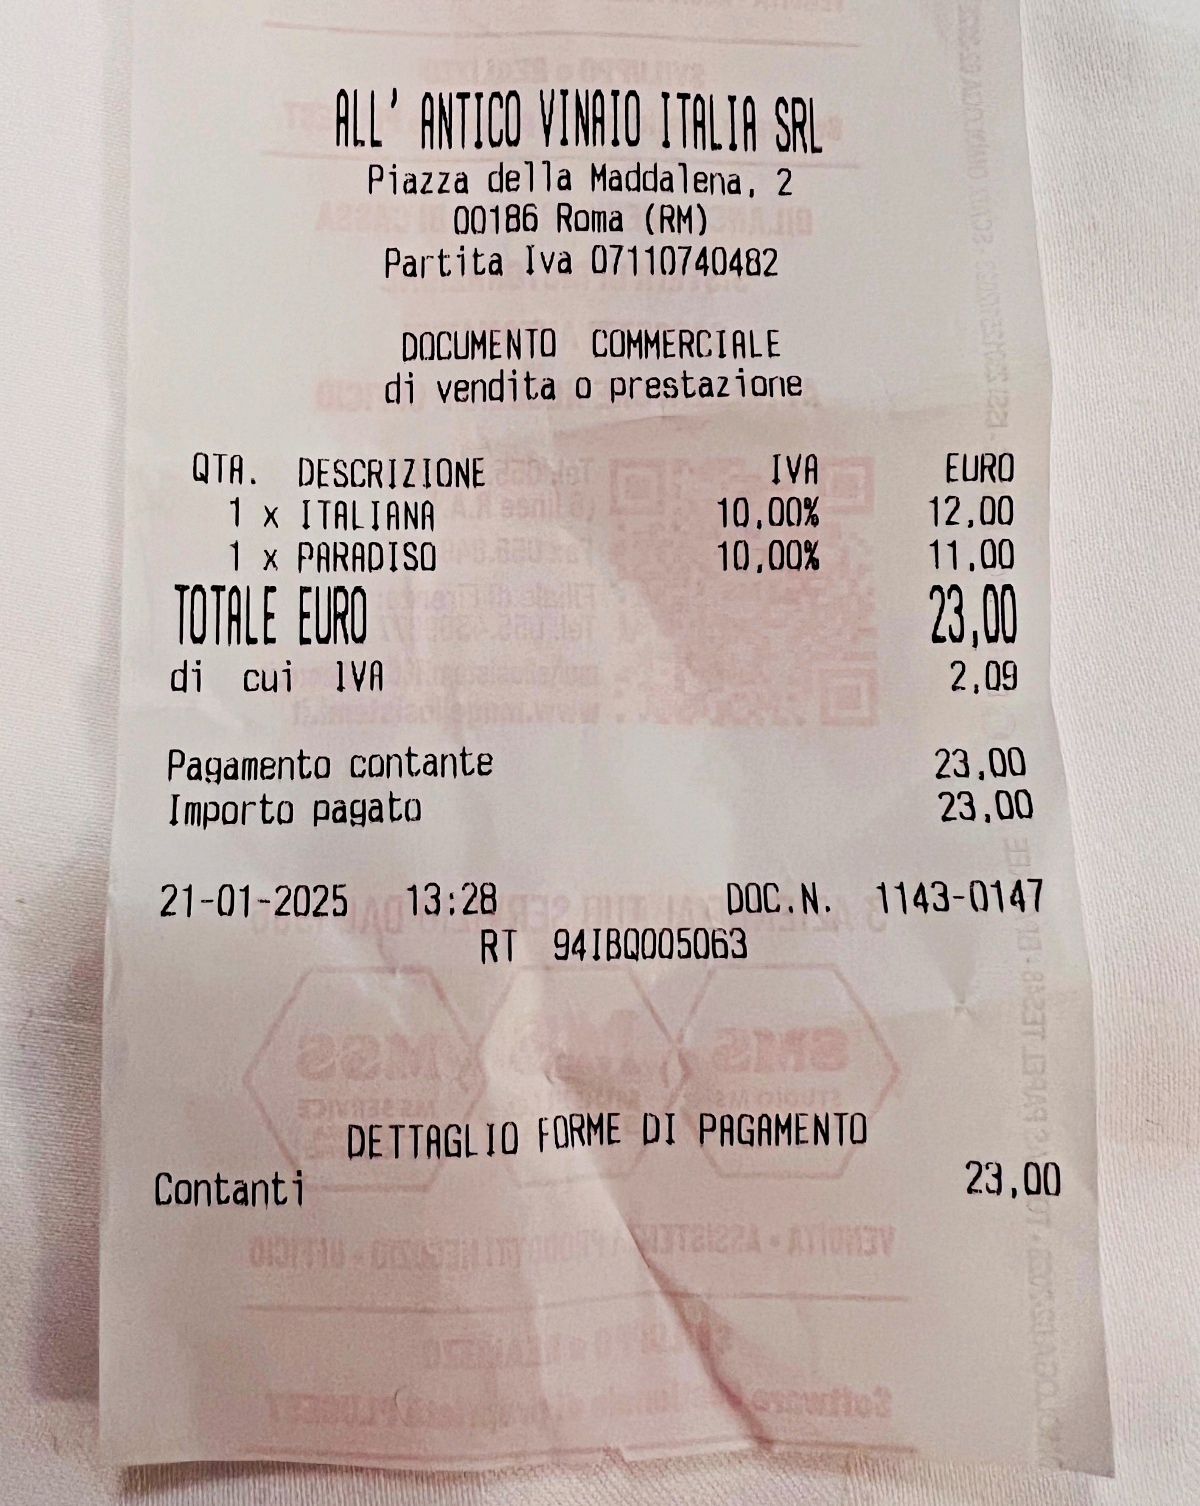 ALL' ANTICO VINAIO ITALIA SRL
Piazza della Maddalena, 2
00186 Roma (RM)
Partita Iva 07110740482
DOCUMENTO COMMERCIALE
di vendita o prestazione
QTA. DESCRIZIONE IVA EURO
1 x ITALIANA 10,00% 12,00
1 x PARADISO 10,00% 11,00
TOTALE EURO 23,00
di cui IVA 2,09
Pagamento contante 23,00
Importo pagato 23,00
21-01-2025 13:28 DOC.N. 1143-0147
RT 94IBQ005063
DETTAGLIO FORME DI PAGAMENTO
Contanti 23,00